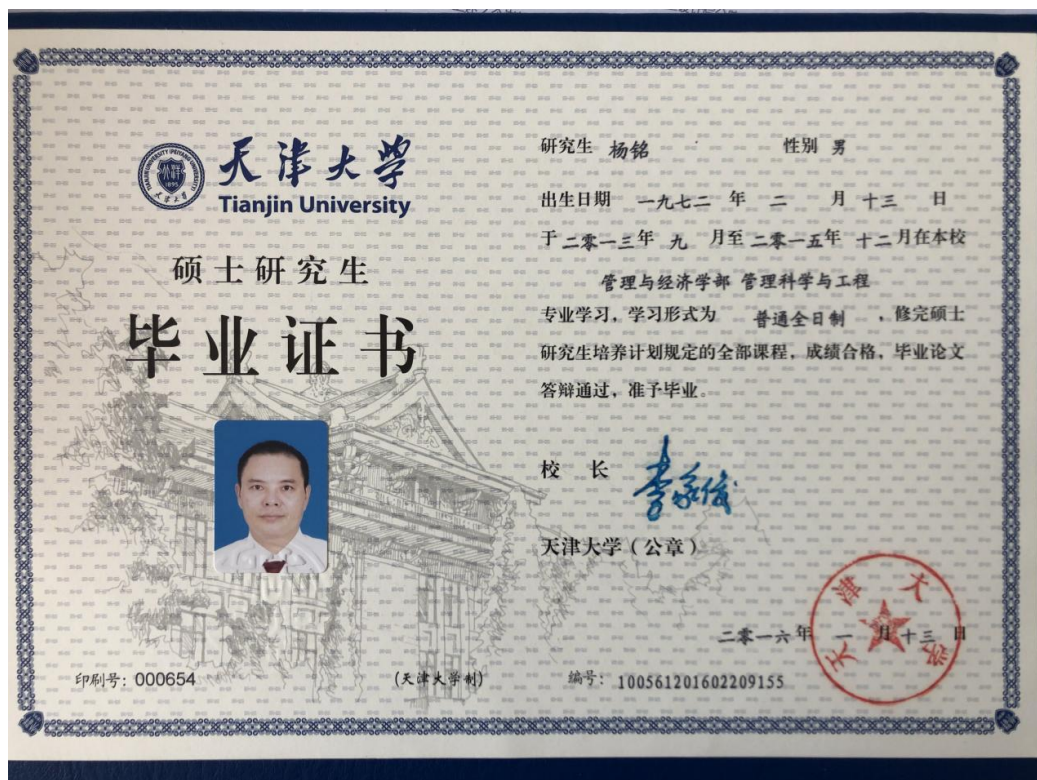 天津大学
Tianjin University
硕士研究生
毕业证书
印刷号：000654
(天津大学制)
研究生 杨铭 性别 男
出生日期 一九七二 年 二 月 十三 日
于 二零一三 年 九 月至 二零一五 年 十二 月在本校
管理与经济学部 管理科学与工程
专业学习，学习形式为 普通全日制 ，修完硕士
研究生培养计划规定的全部课程，成绩合格，毕业论文
答辩通过，准予毕业。
校 长 李家俊
天津大学（公章）
天津大学
二零一六 年 一 月 十三 日
编号： 100561201602209155